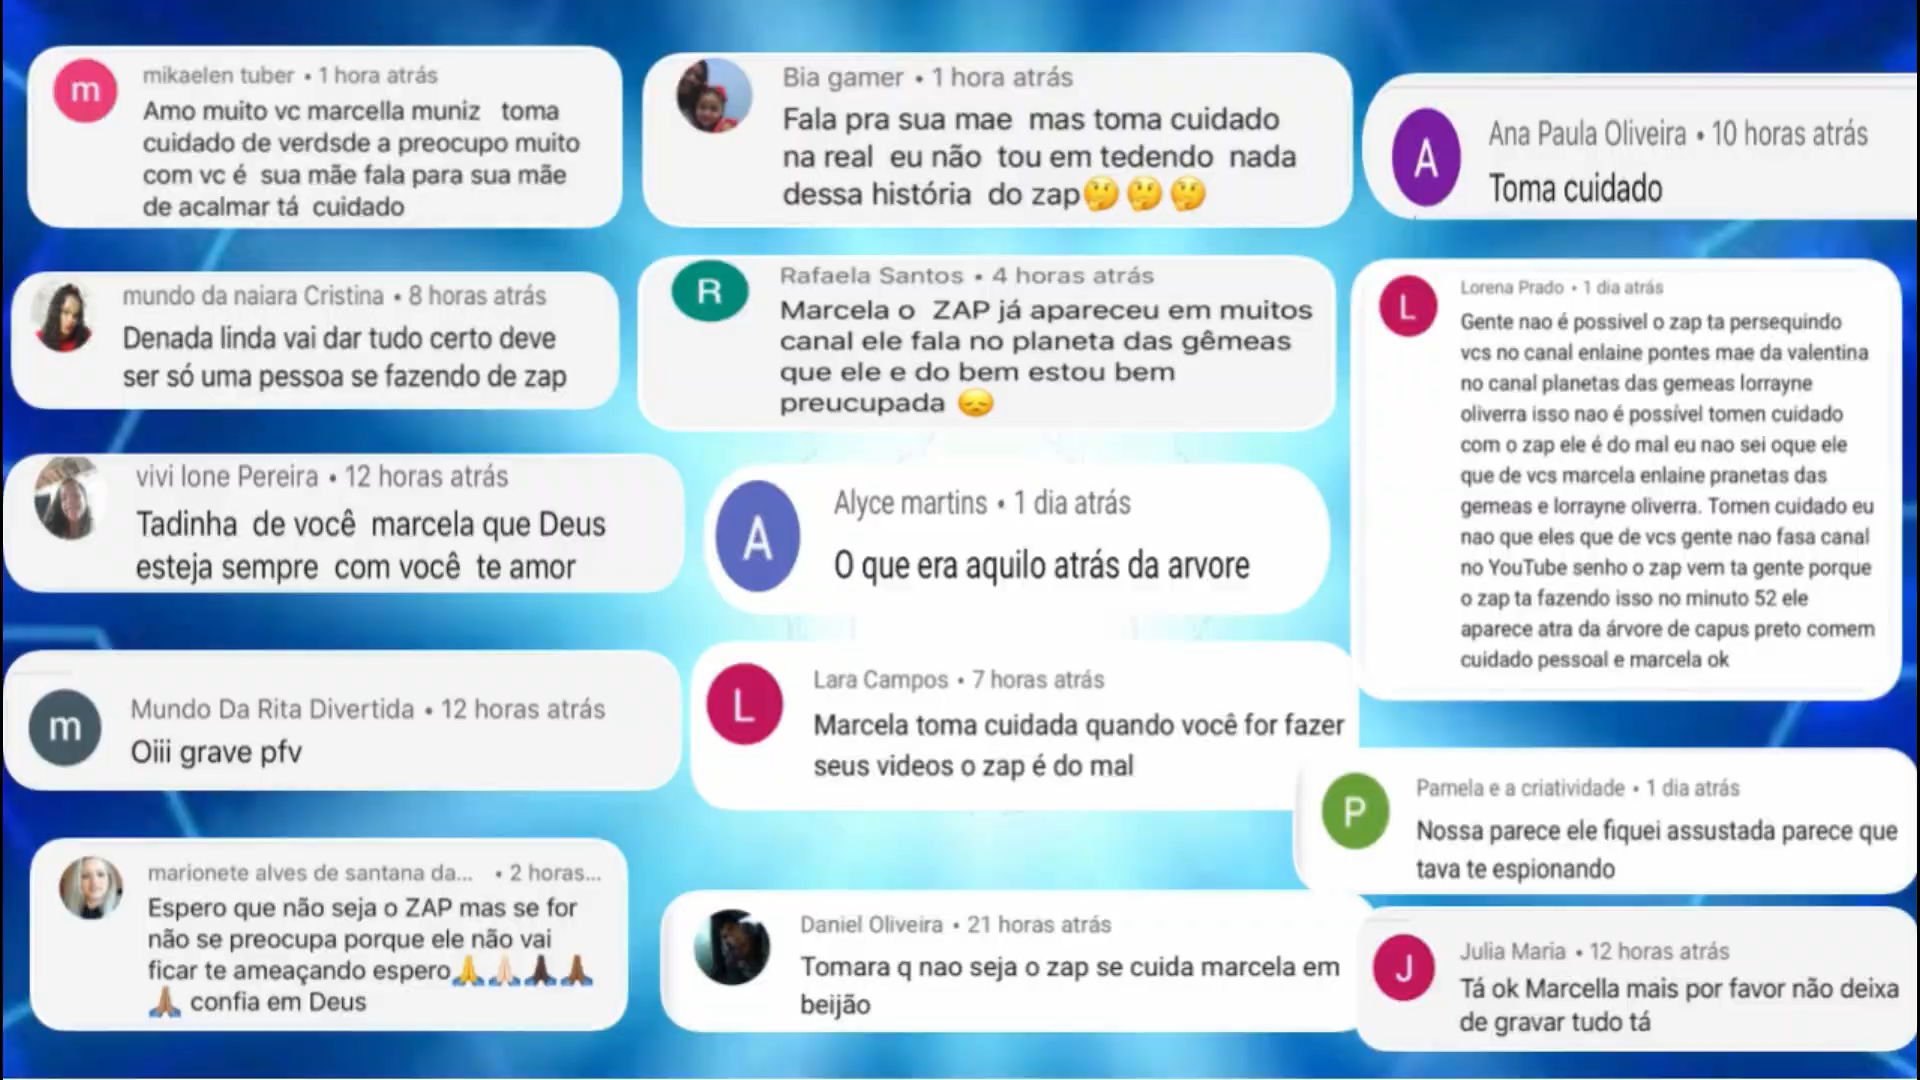 m
mikaelen tuber • 1 hora atrás
Amo muito vc marcella muniz toma
cuidado de verdsde a preocupo muito
com vc é sua mãe fala para sua mãe
de acalmar tá cuidado
mundo da naiara Cristina • 8 horas atrás
Denada linda vai dar tudo certo deve
ser só uma pessoa se fazendo de zap
vivi lone Pereira • 12 horas atrás
Tadinha de você marcela que Deus
esteja sempre com você te amor
m
Mundo Da Rita Divertida • 12 horas atrás
Oiii grave pfv
marionete alves de santana da... • 2 horas...
Espero que não seja o ZAP mas se for
não se preocupa porque ele não vai
ficar te ameaçando espero🙏🙏🏻🙏🏿🙏🏾
🙏🏽 confia em Deus
Bia gamer • 1 hora atrás
Fala pra sua mae mas toma cuidado
na real eu não tou em tedendo nada
dessa história do zap🤔🤔🤔
R
Rafaela Santos • 4 horas atrás
Marcela o ZAP já apareceu em muitos
canal ele fala no planeta das gêmeas
que ele e do bem estou bem
preucupada 😞
A
Alyce martins • 1 dia atrás
O que era aquilo atrás da arvore
L
Lara Campos • 7 horas atrás
Marcela toma cuidada quando você for fazer
seus videos o zap é do mal
Daniel Oliveira • 21 horas atrás
Tomara q nao seja o zap se cuida marcela em
beijão
A
Ana Paula Oliveira • 10 horas atrás
Toma cuidado
L
Lorena Prado • 1 dia atrás
Gente nao é possivel o zap ta persequindo
vcs no canal enlaine pontes mae da valentina
no canal planetas das gemeas lorrayne
oliverra isso nao é possível tomen cuidado
com o zap ele é do mal eu nao sei oque ele
que de vcs marcela enlaine pranetas das
gemeas e lorrayne oliverra. Tomen cuidado eu
nao que eles que de vcs gente nao fasa canal
no YouTube senho o zap vem ta gente porque
o zap ta fazendo isso no minuto 52 ele
aparece atra da árvore de capus preto comem
cuidado pessoal e marcela ok
P
Pamela e a criatividade • 1 dia atrás
Nossa parece ele fiquei assustada parece que
tava te espionando
J
Julia Maria • 12 horas atrás
Tá ok Marcella mais por favor não deixa
de gravar tudo tá